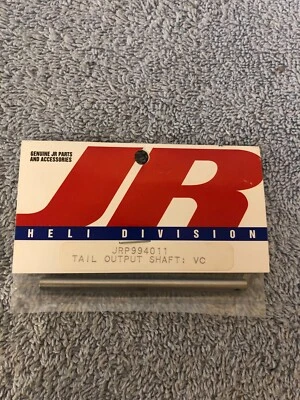 GENUINE JR PARTS
AND ACCESSORIES
JR
HELI DIVISION
JRP994011
TAIL OUTPUT SHAFT: VC